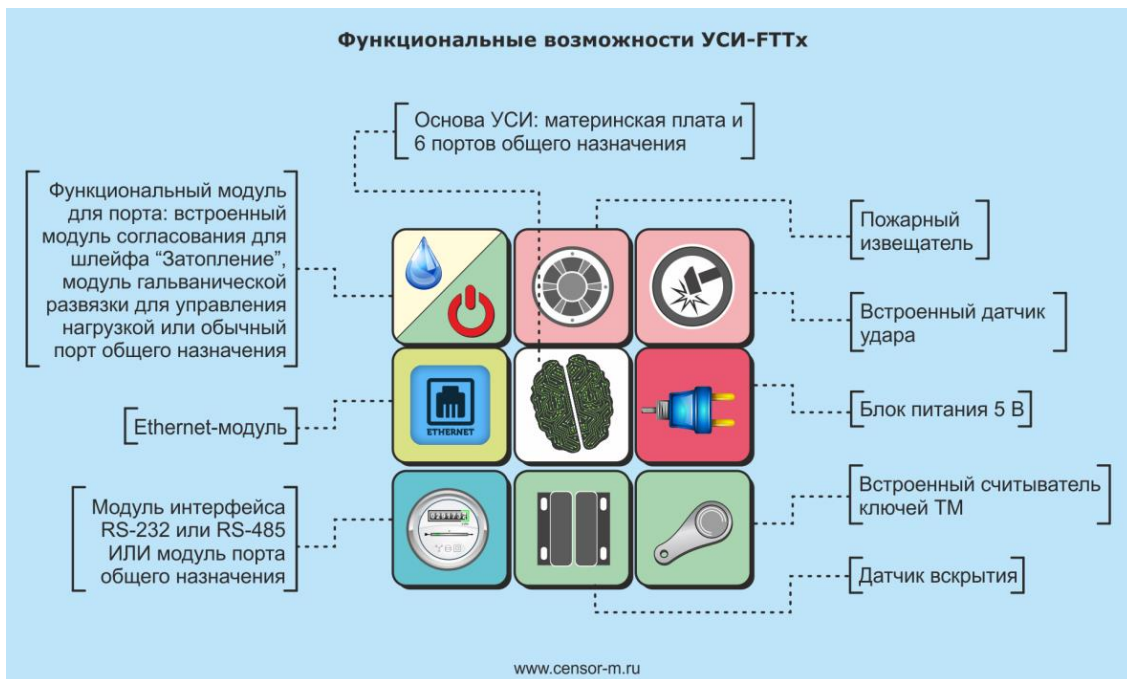 Функциональные возможности УСИ-FTTx
Основа УСИ: материнская плата и
6 портов общего назначения
Функциональный модуль
для порта: встроенный
модуль согласования для
шлейфа “Затопление”,
модуль гальванической
развязки для управления
нагрузкой или обычный
порт общего назначения
Пожарный
извещатель
Встроенный датчик
удара
Ethernet-модуль
ETHERNET
Блок питания 5 В
Модуль интерфейса
RS-232 или RS-485
ИЛИ модуль порта
общего назначения
Встроенный считыватель
ключей ТМ
Датчик вскрытия
www.censor-m.ru